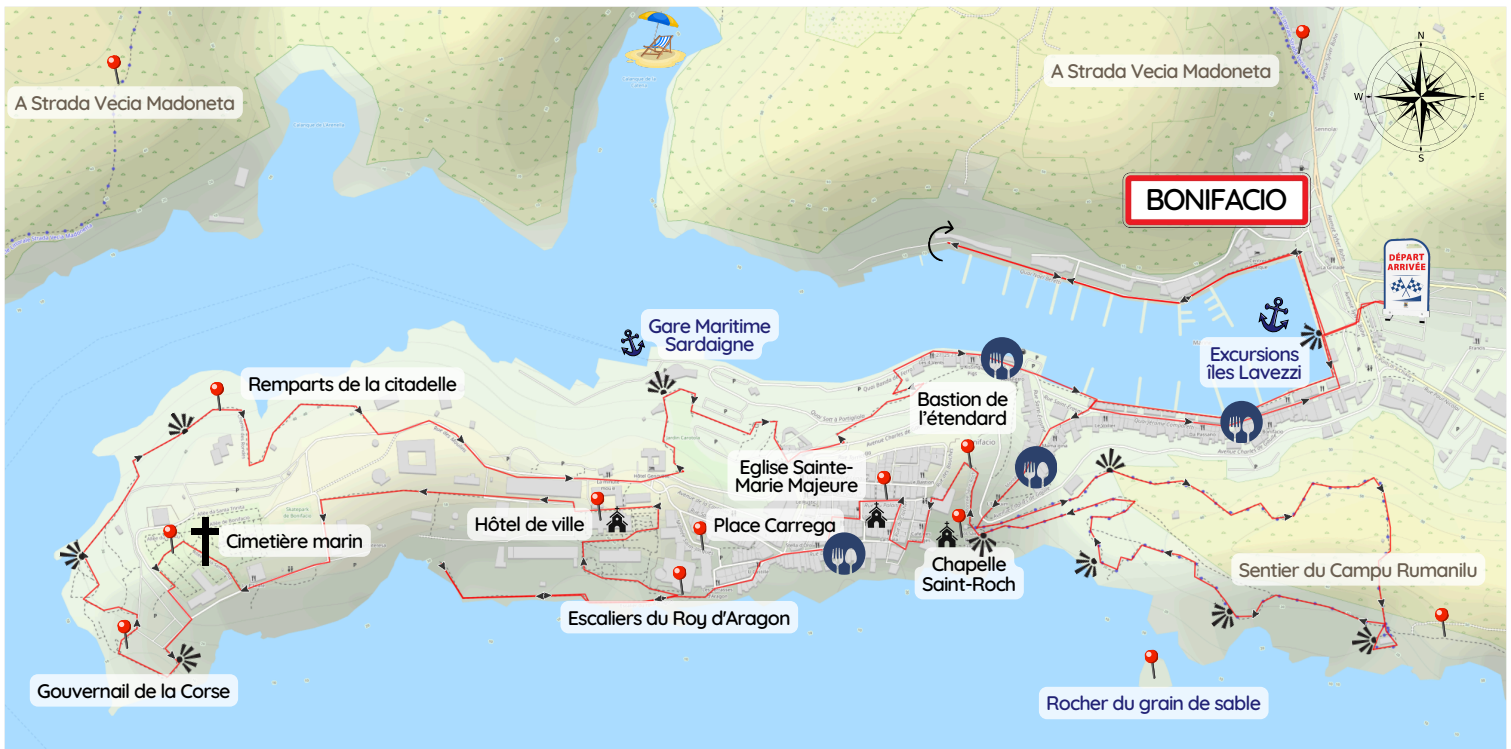 N
A Strada Vecia Madoneta
A Strada Vecia Madoneta
W
E
S
BONIFACIO
DÉPART
ARRIVÉE
Gare Maritime
Sardaigne
Excursions
îles Lavezzi
Remparts de la citadelle
Bastion de
l'étendard
Eglise Sainte-
Marie Majeure
Hôtel de ville
Place Carrega
Cimetière marin
Chapelle
Saint-Roch
Sentier du Campu Rumanilu
Escaliers du Roy d'Aragon
Gouvernail de la Corse
Rocher du grain de sable